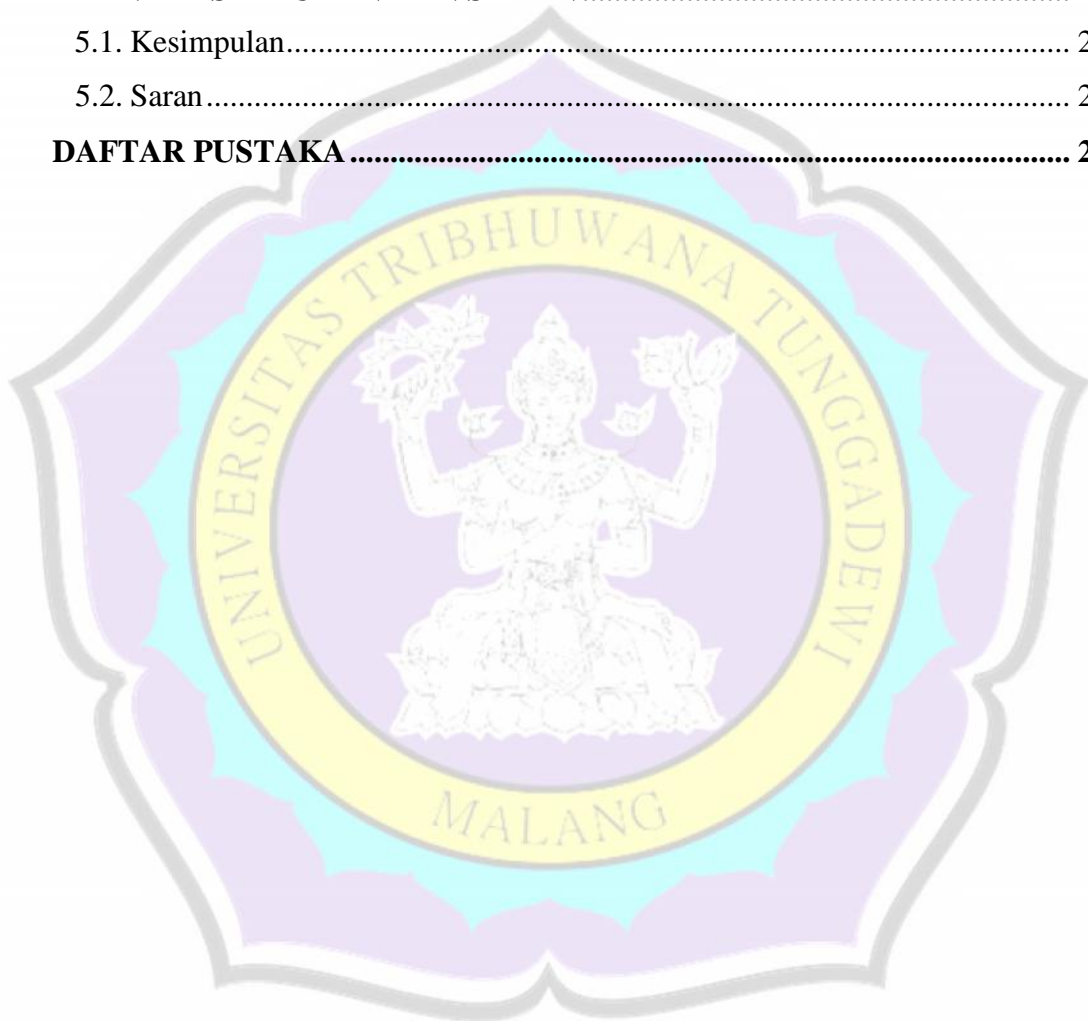 5.1. Kesimpulan.................................................................................. 2
5.2. Saran.......................................................................................... 2
DAFTAR PUSTAKA............................................................................ 2
UNIVERSITAS TRIBHUWANA TUNGGADEWI
MALANG